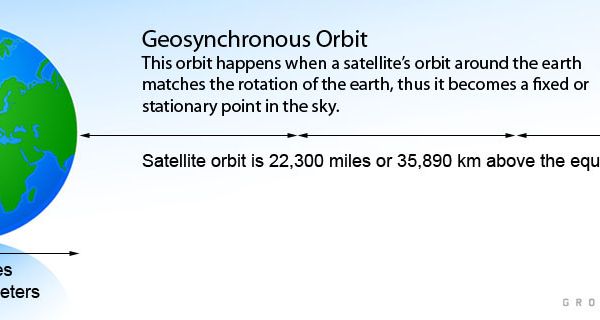 Geosynchronous Orbit
This orbit happens when a satellite's orbit around the earth
matches the rotation of the earth, thus it becomes a fixed or
stationary point in the sky.
Satellite orbit is 22,300 miles or 35,890 km above the equ
es
eters
GRO